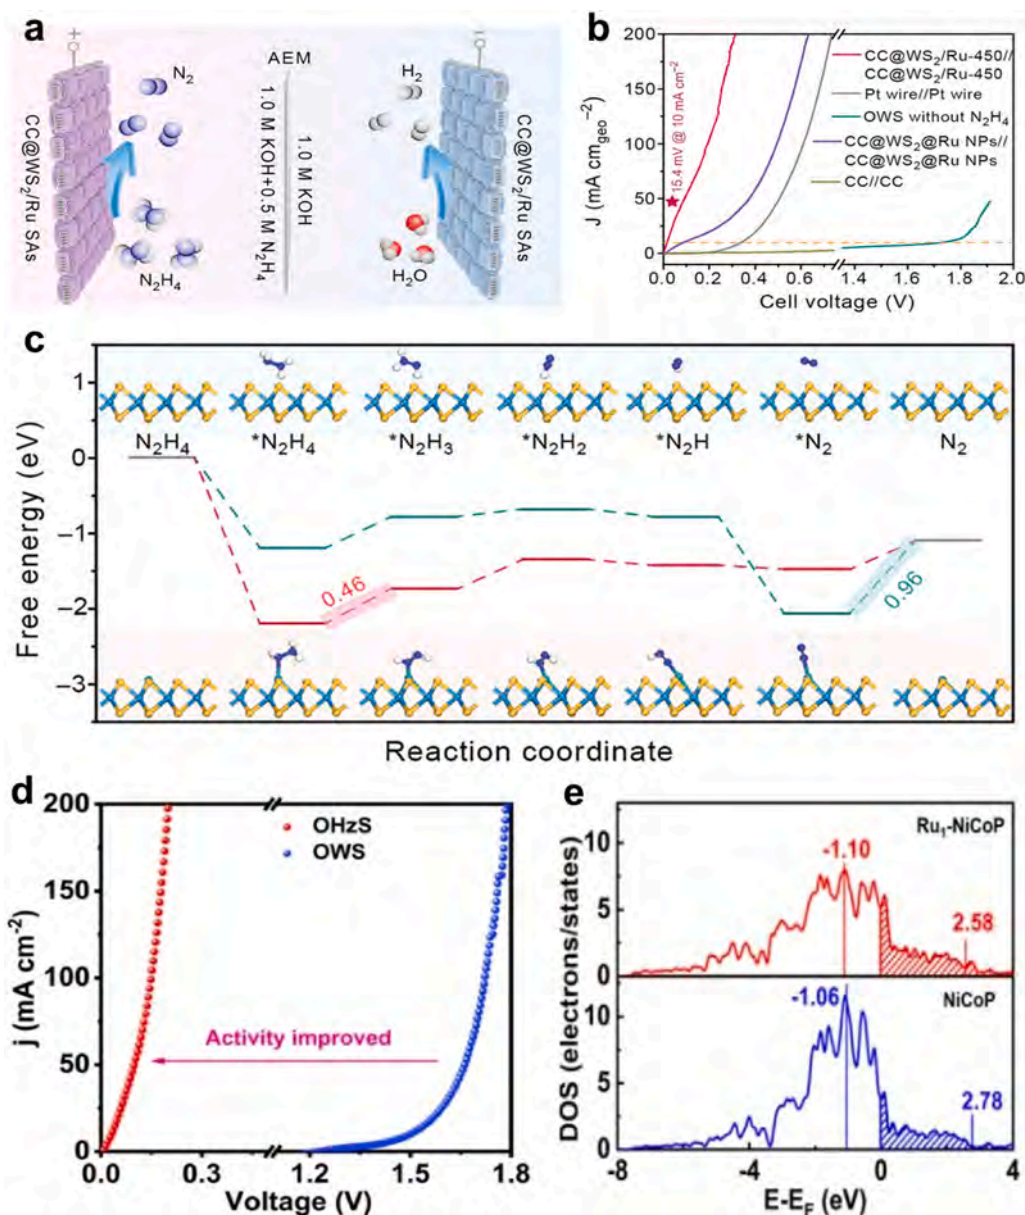 a
+
N2
AEM
1.0 M KOH+0.5 M N2H4
1.0 M KOH
H2
CC@WS2/Ru SAs
CC@WS2/Ru SAs
N2H4
H2O
b
200
150
100
50
0
J (mA cmgeo−2)
15.4 mV @ 10 mA cm−2
CC@WS2/Ru-450//
CC@WS2/Ru-450
Pt wire//Pt wire
OWS without N2H4
CC@WS2@Ru NPs//
CC@WS2@Ru NPs
CC//CC
0.0 0.2 0.4 0.6 1.4 1.6 1.8 2.0
Cell voltage (V)
c
1
0
−1
−2
−3
Free energy (eV)
N2H4 *N2H4 *N2H3 *N2H2 *N2H *N2 N2
0.46
0.96
Reaction coordinate
d
200
150
100
50
0
j (mA cm−2)
OHzS
OWS
Activity improved
0.0 0.3 1.2 1.5 1.8
Voltage (V)
e
10
5
0
10
5
0
DOS (electrons/states)
Ru1-NiCoP
-1.10
2.58
NiCoP
-1.06
2.78
-8 -4 0 4
E-EF (eV)